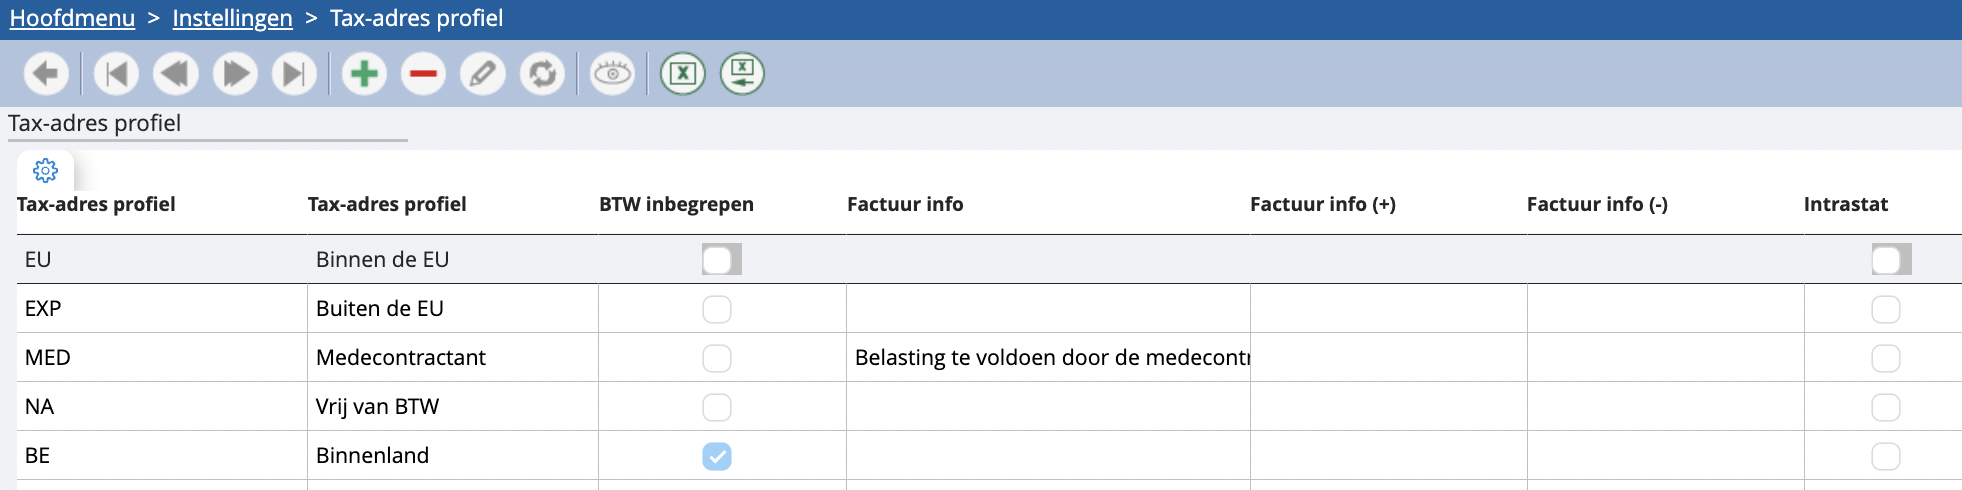 Hoofdmenu > Instellingen > Tax-adres profiel
Tax-adres profiel
Tax-adres profiel Tax-adres profiel BTW inbegrepen Factuur info Factuur info (+) Factuur info (-) Intrastat
EU Binnen de EU
EXP Buiten de EU
MED Medecontractant Belasting te voldoen door de medecontr
NA Vrij van BTW
BE Binnenland